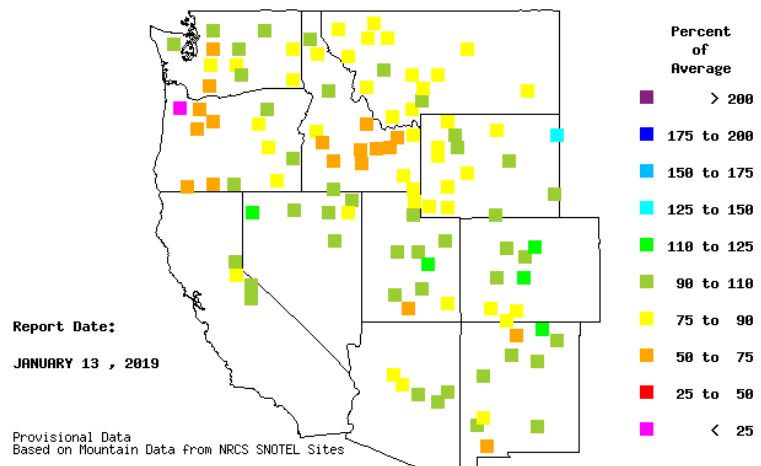 Percent
of
Average
> 200
175 to 200
150 to 175
125 to 150
110 to 125
90 to 110
75 to 90
50 to 75
25 to 50
< 25
Report Date:
JANUARY 13 , 2019
Provisional Data
Based on Mountain Data from NRCS SNOTEL Sites